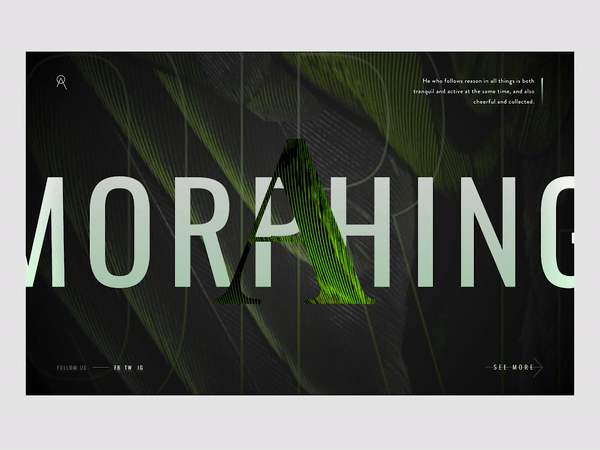 He who follows reason in all things is both
tranquil and active at the same time, and also
cheerful and collected.
MORPHING
A
FOLLOW US
FB TW IG
SEE MORE